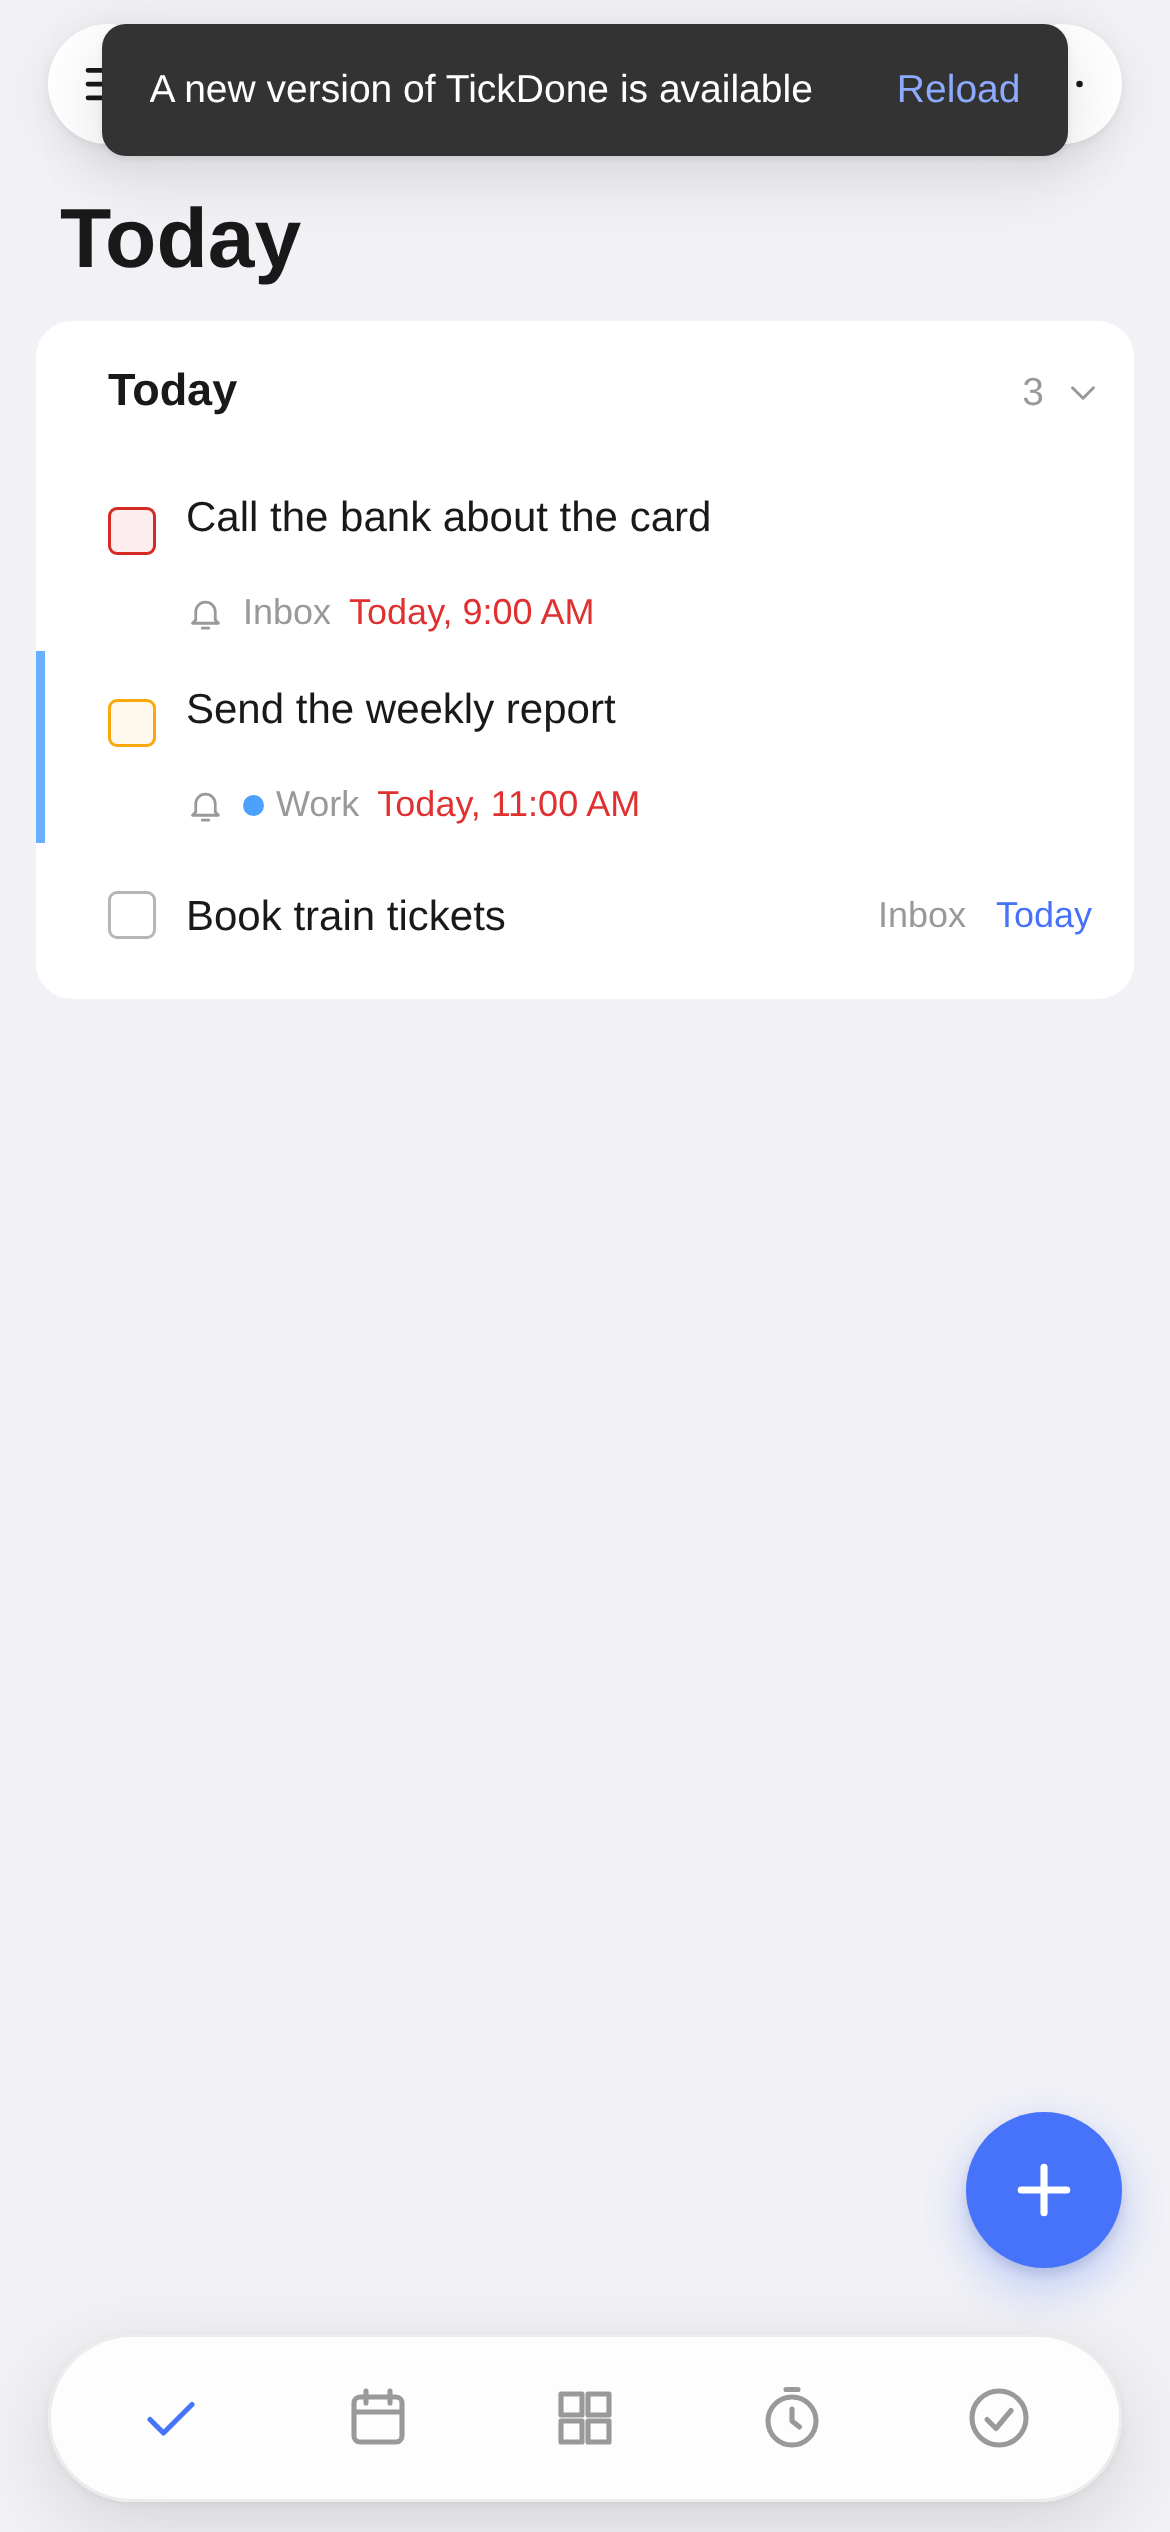 A new version of TickDone is available Reload
Today
Today 3
Call the bank about the card
Inbox Today, 9:00 AM
Send the weekly report
Work Today, 11:00 AM
Book train tickets Inbox Today